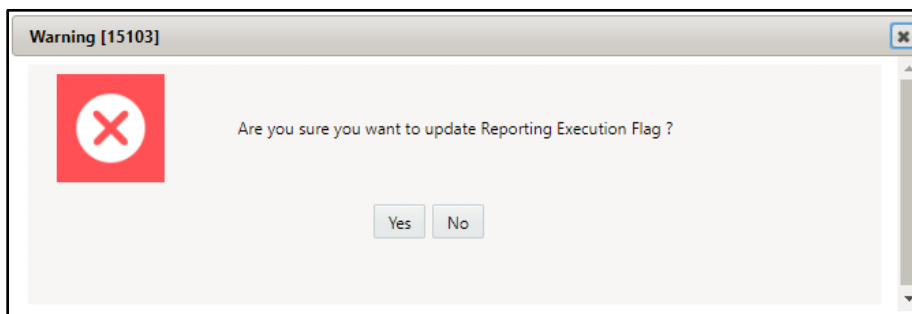 Warning [15103]
Are you sure you want to update Reporting Execution Flag ?
Yes No